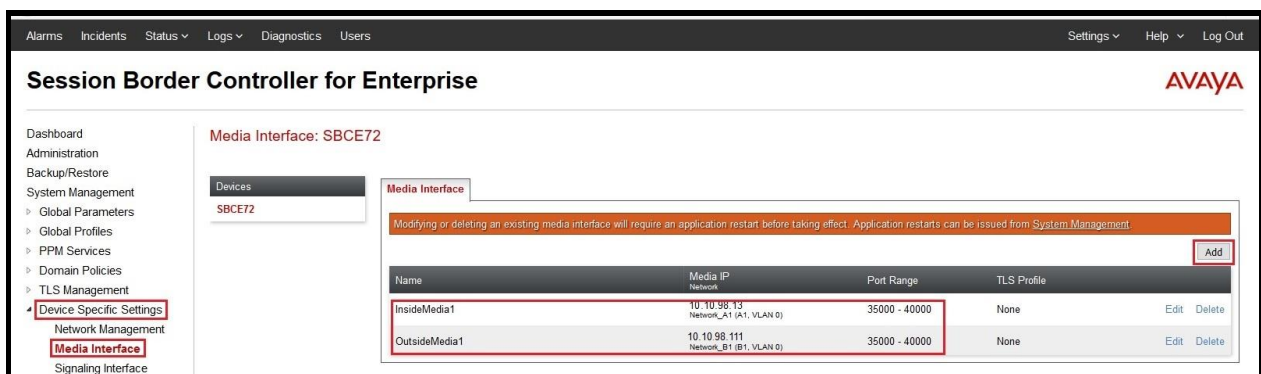 Alarms Incidents Status Logs Diagnostics Users Settings Help Log Out
Session Border Controller for Enterprise
AVAYA
Dashboard
Administration
Backup/Restore
System Management
Global Parameters
Global Profiles
PPM Services
Domain Policies
TLS Management
Device Specific Settings
Network Management
Media Interface
Signaling Interface
Media Interface: SBCE72
Devices
SBCE72
Media Interface
Modifying or deleting an existing media interface will require an application restart before taking effect. Application restarts can be issued from System Management.
Add
Name Media IP Port Range TLS Profile
Network
InsideMedia1 10.10.98.13 35000 - 40000 None Edit Delete
Network_A1 (A1, VLAN 0)
OutsideMedia1 10.10.98.111 35000 - 40000 None Edit Delete
Network_B1 (B1, VLAN 0)